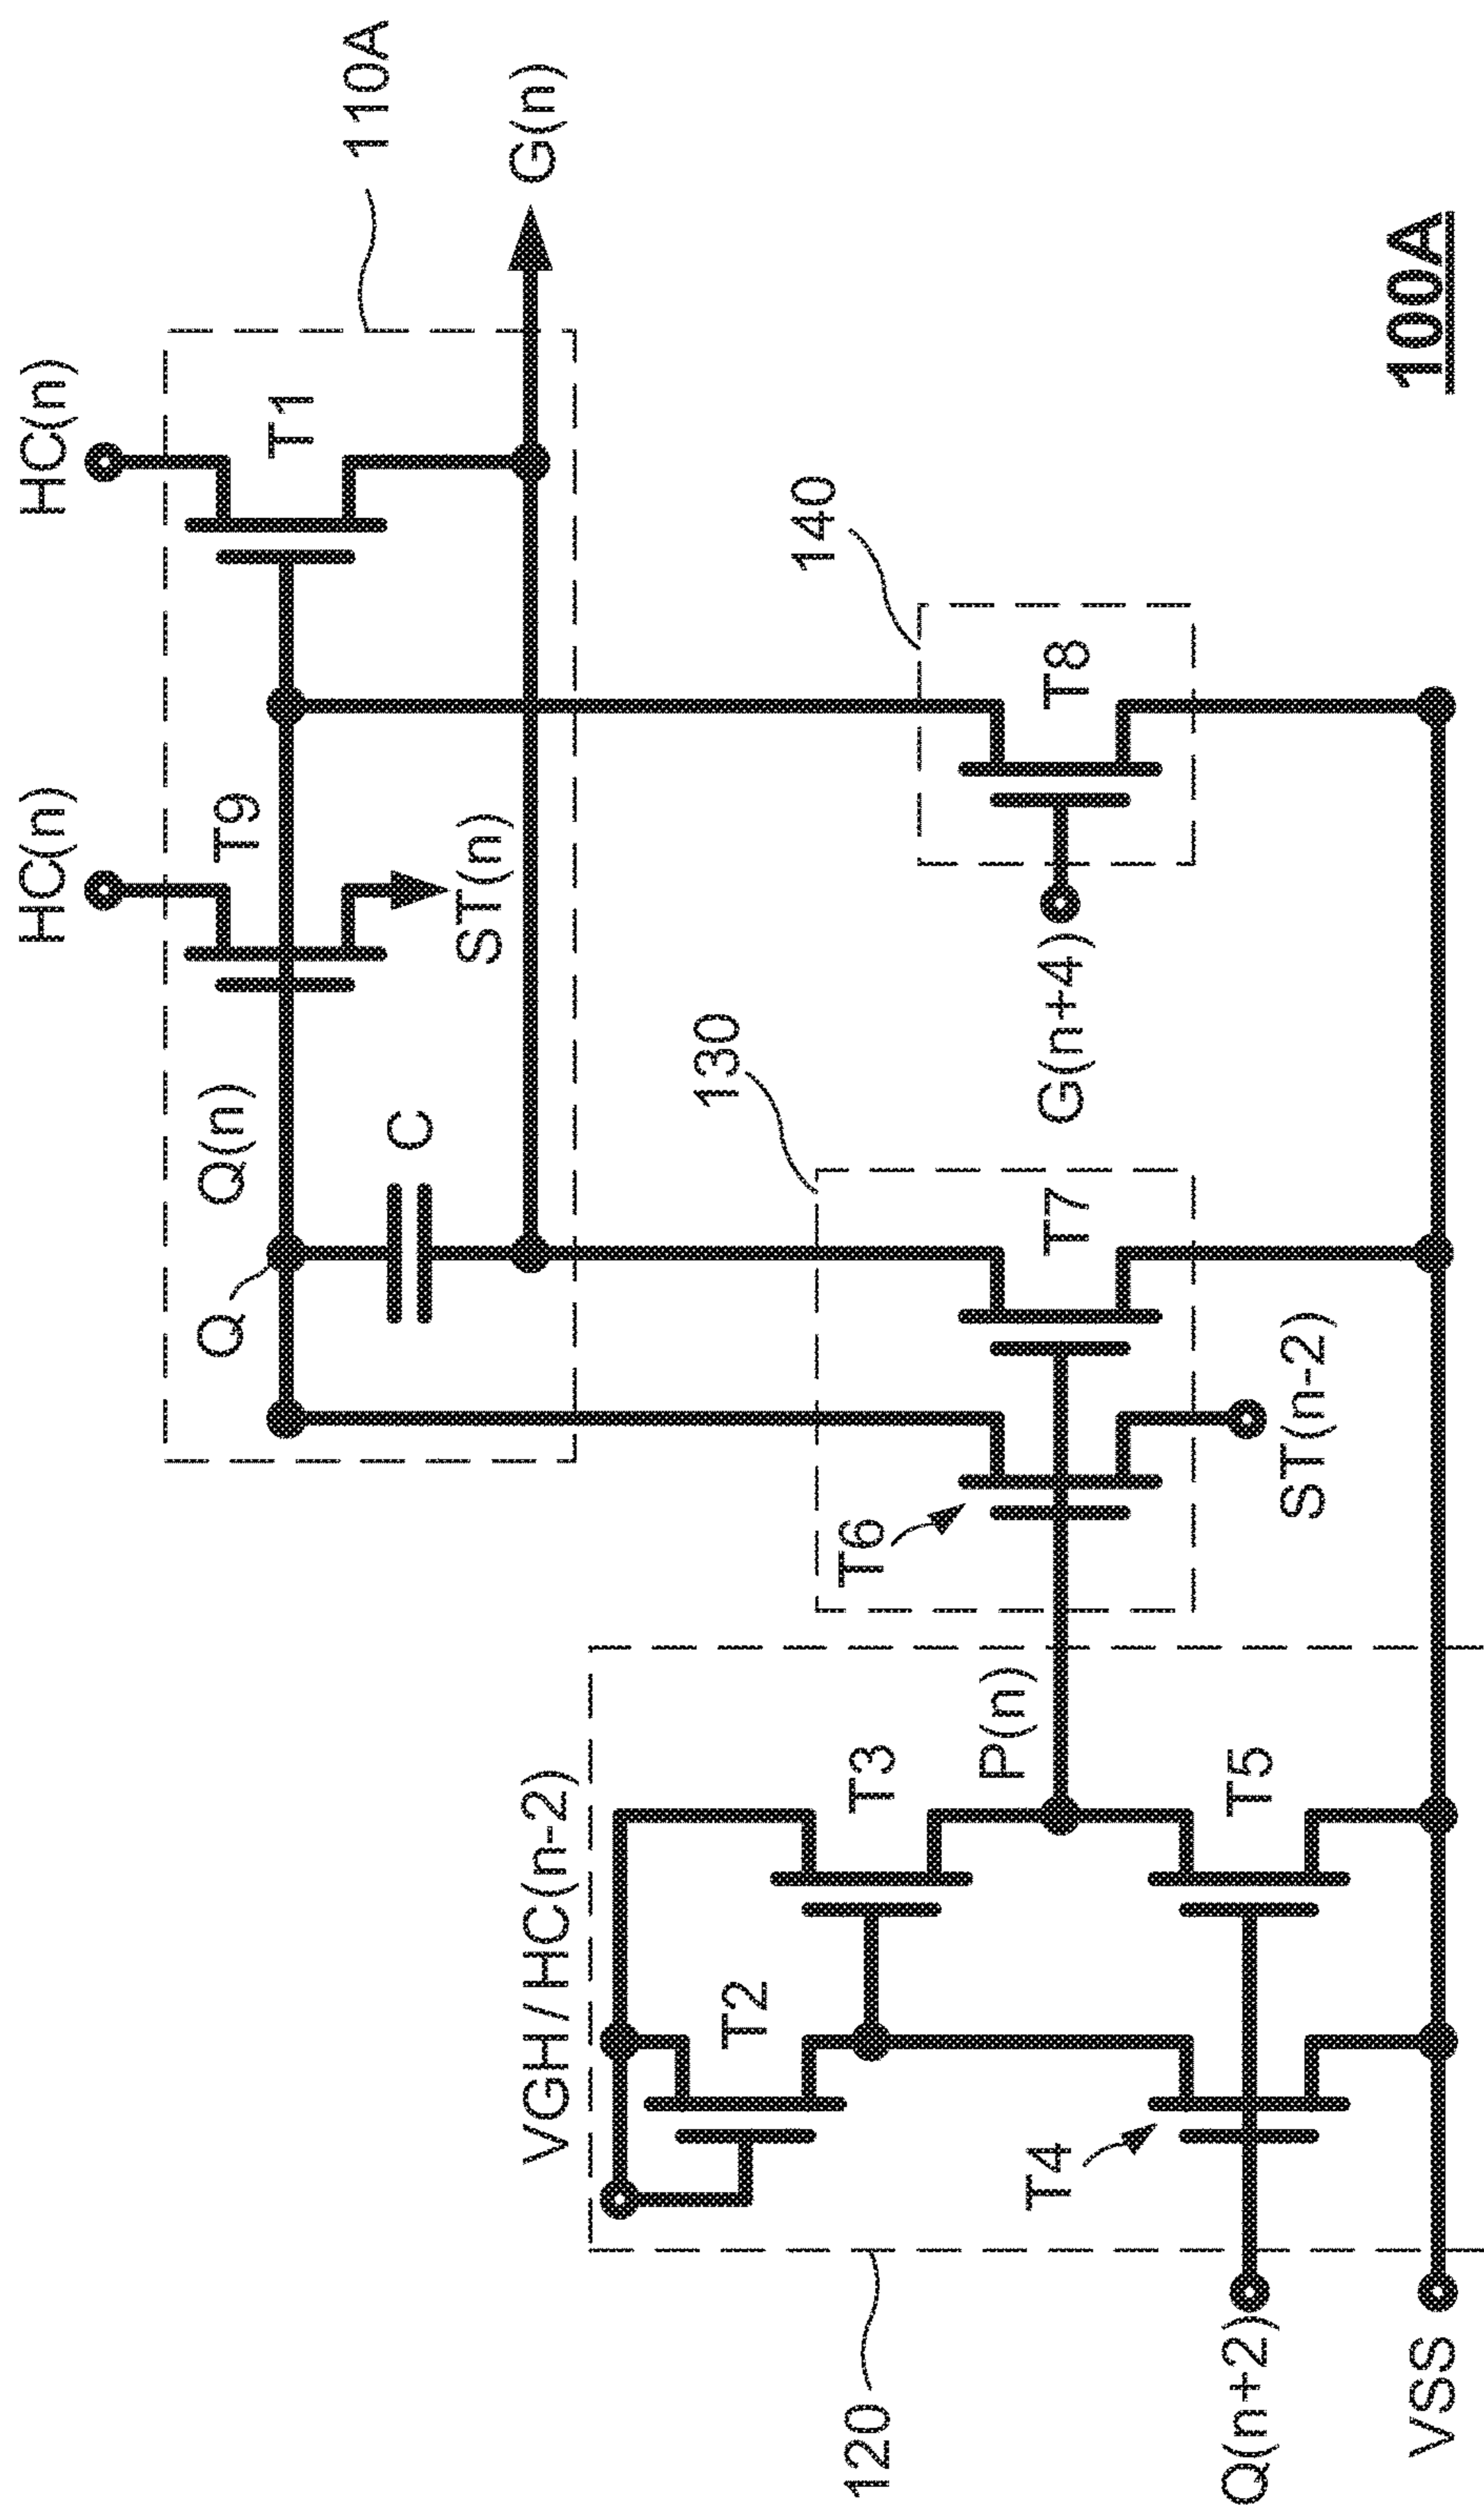 HC(n)
HC(n)
110A
T9
T1
Q
Q(n)
C
ST(n)
G(n)
VGH/HC(n-2)
130
140
T2
T3
T6
P(n)
T7
T8
G(n+4)
120
T4
T5
ST(n-2)
Q(n+2)
VSS
100A